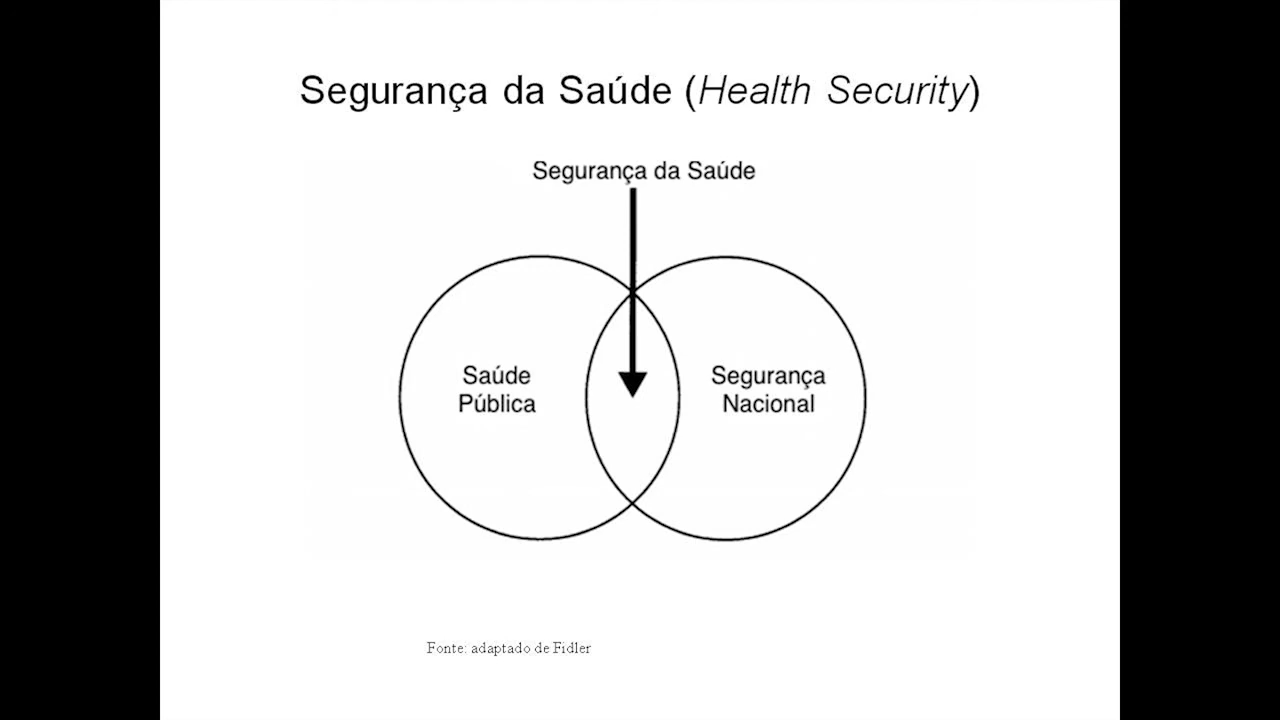 Segurança da Saúde (Health Security)
Segurança da Saúde
Saúde
Pública
Segurança
Nacional
Fonte: adaptado de Fidler